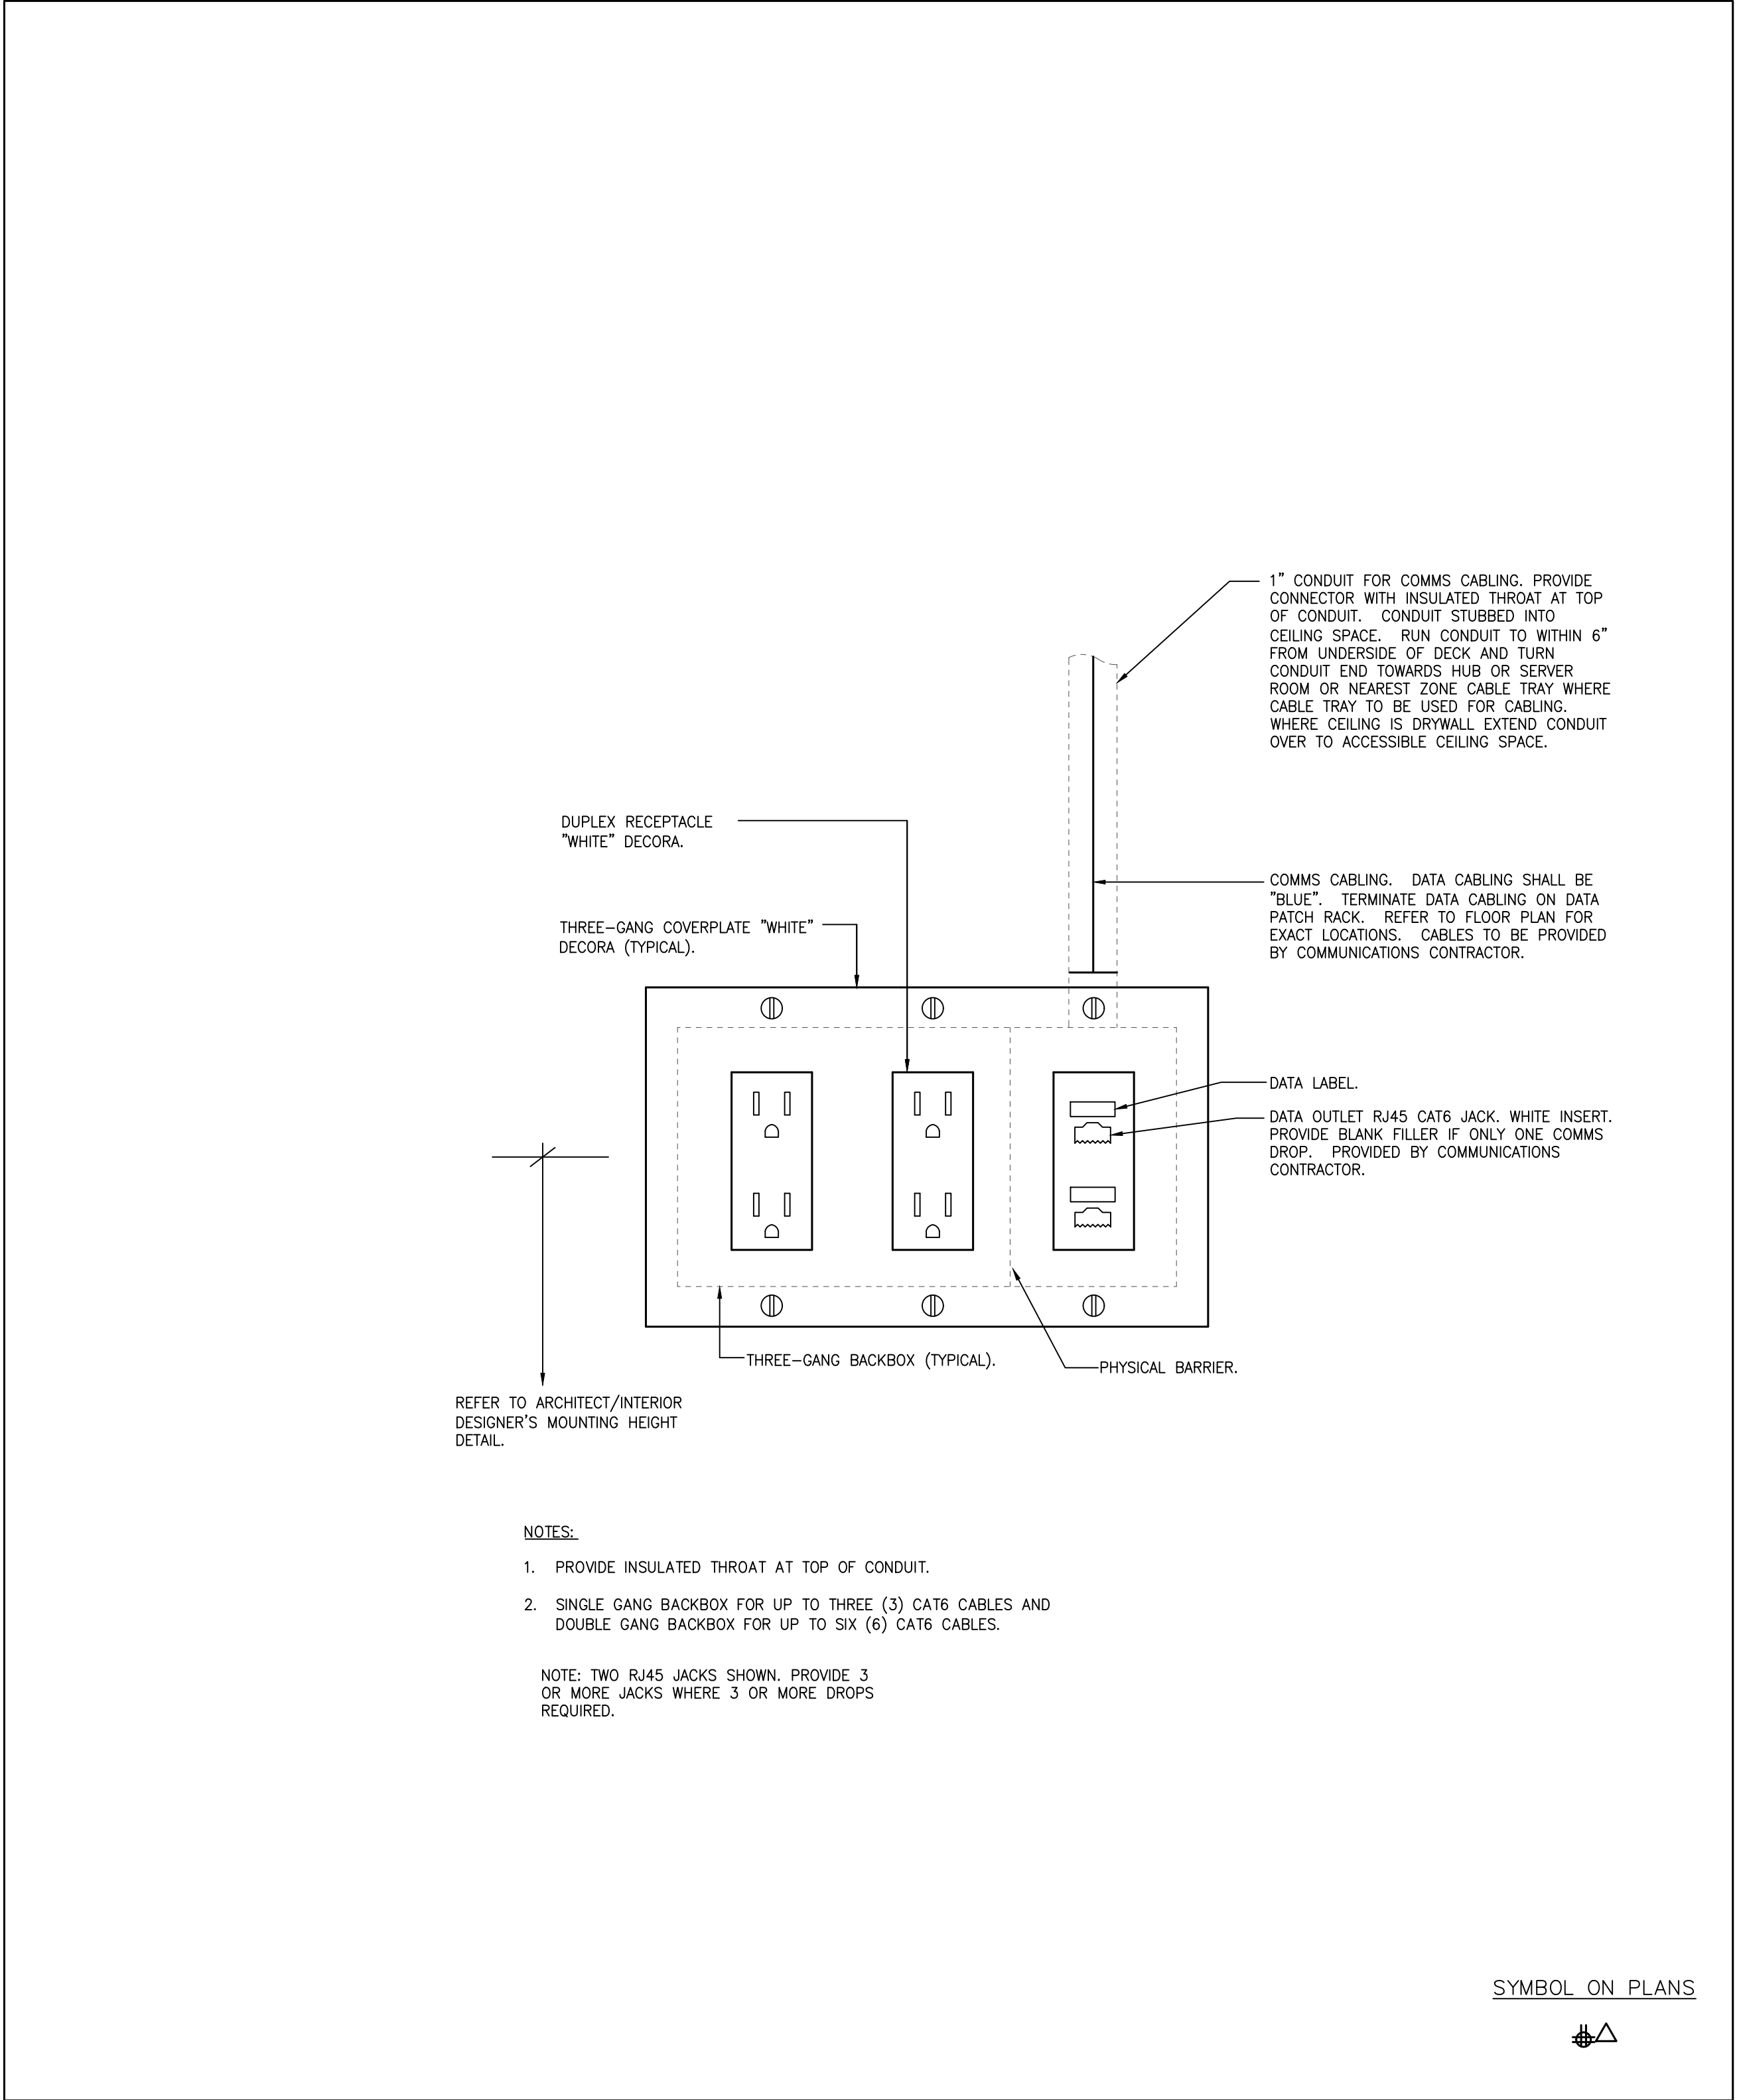 1” CONDUIT FOR COMMS CABLING. PROVIDE
CONNECTOR WITH INSULATED THROAT AT TOP
OF CONDUIT. CONDUIT STUBBED INTO
CEILING SPACE. RUN CONDUIT TO WITHIN 6”
FROM UNDERSIDE OF DECK AND TURN
CONDUIT END TOWARDS HUB OR SERVER
ROOM OR NEAREST ZONE CABLE TRAY WHERE
CABLE TRAY TO BE USED FOR CABLING.
WHERE CEILING IS DRYWALL EXTEND CONDUIT
OVER TO ACCESSIBLE CEILING SPACE.
DUPLEX RECEPTACLE
”WHITE” DECORA.
COMMS CABLING. DATA CABLING SHALL BE
”BLUE”. TERMINATE DATA CABLING ON DATA
PATCH RACK. REFER TO FLOOR PLAN FOR
EXACT LOCATIONS. CABLES TO BE PROVIDED
BY COMMUNICATIONS CONTRACTOR.
THREE-GANG COVERPLATE ”WHITE”
DECORA (TYPICAL).
DATA LABEL.
DATA OUTLET RJ45 CAT6 JACK. WHITE INSERT.
PROVIDE BLANK FILLER IF ONLY ONE COMMS
DROP. PROVIDED BY COMMUNICATIONS
CONTRACTOR.
THREE-GANG BACKBOX (TYPICAL).
PHYSICAL BARRIER.
REFER TO ARCHITECT/INTERIOR
DESIGNER'S MOUNTING HEIGHT
DETAIL.
NOTES:
1. PROVIDE INSULATED THROAT AT TOP OF CONDUIT.
2. SINGLE GANG BACKBOX FOR UP TO THREE (3) CAT6 CABLES AND
DOUBLE GANG BACKBOX FOR UP TO SIX (6) CAT6 CABLES.
NOTE: TWO RJ45 JACKS SHOWN. PROVIDE 3
OR MORE JACKS WHERE 3 OR MORE DROPS
REQUIRED.
SYMBOL ON PLANS